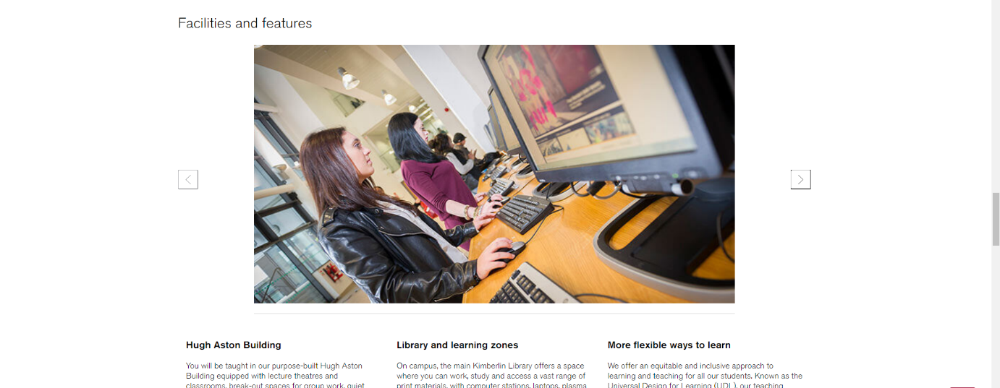 Facilities and features
Hugh Aston Building
You will be taught in our purpose-built Hugh Aston
Building equipped with lecture theatres and
classrooms, break-out spaces for group work, quiet
Library and learning zones
On campus, the main Kimberlin Library offers a space
where you can work, study and access a vast range of
print materials, with computer stations, laptops, plasma
More flexible ways to learn
We offer an equitable and inclusive approach to
learning and teaching for all our students. Known as the
Universal Design for Learning (UDL), our teaching